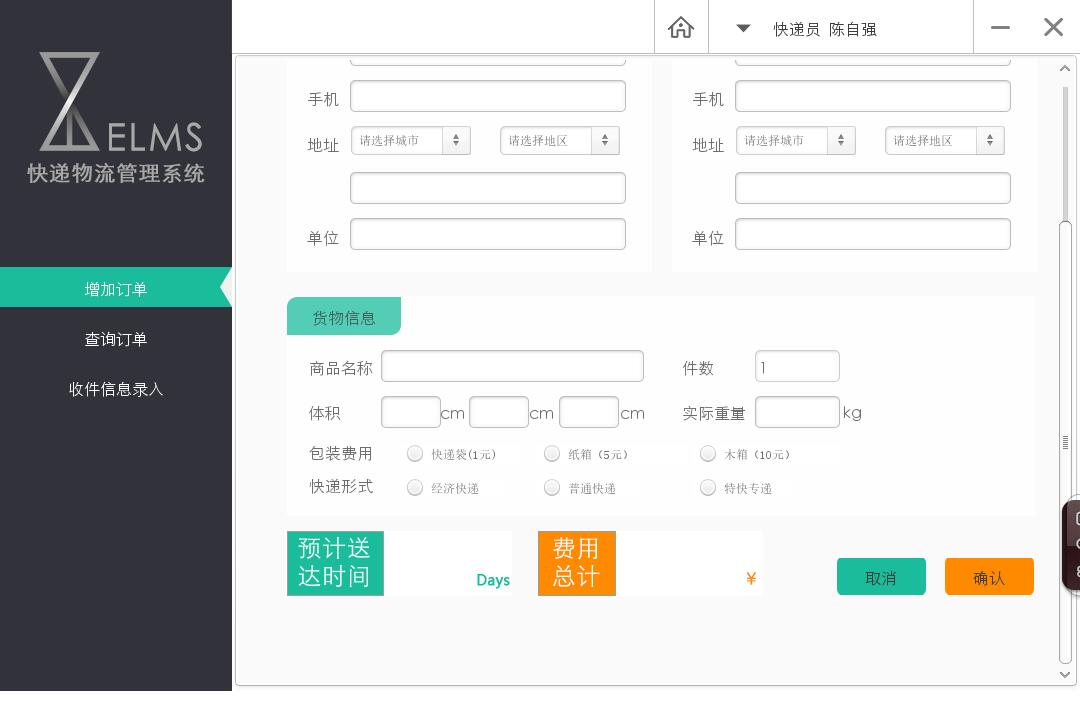 ELMS
快递物流管理系统
增加订单
查询订单
收件信息录入
快递员 陈自强
手机
手机
地址 请选择城市 请选择地区
地址 请选择城市 请选择地区
单位
单位
货物信息
商品名称
件数 1
体积 cm cm cm
实际重量 kg
包装费用 快递袋(1元) 纸箱（5元） 木箱（10元）
快递形式 经济快递 普通快递 特快专递
预计送
达时间
Days
费用
总计
¥
取消
确认